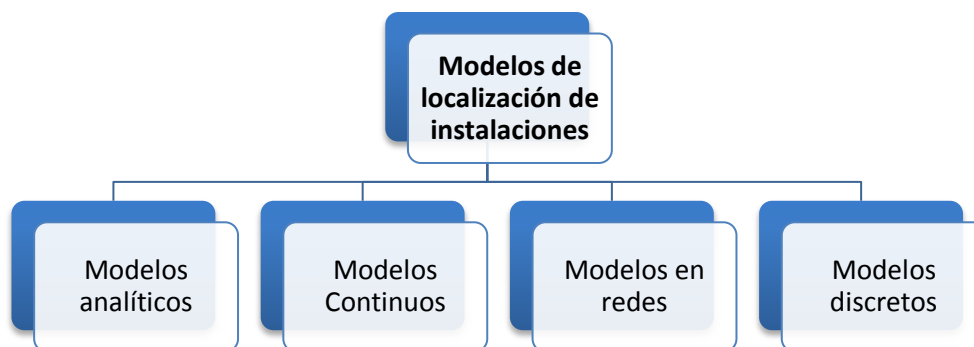 Modelos de
localización de
instalaciones
Modelos
analíticos
Modelos
Continuos
Modelos en
redes
Modelos
discretos